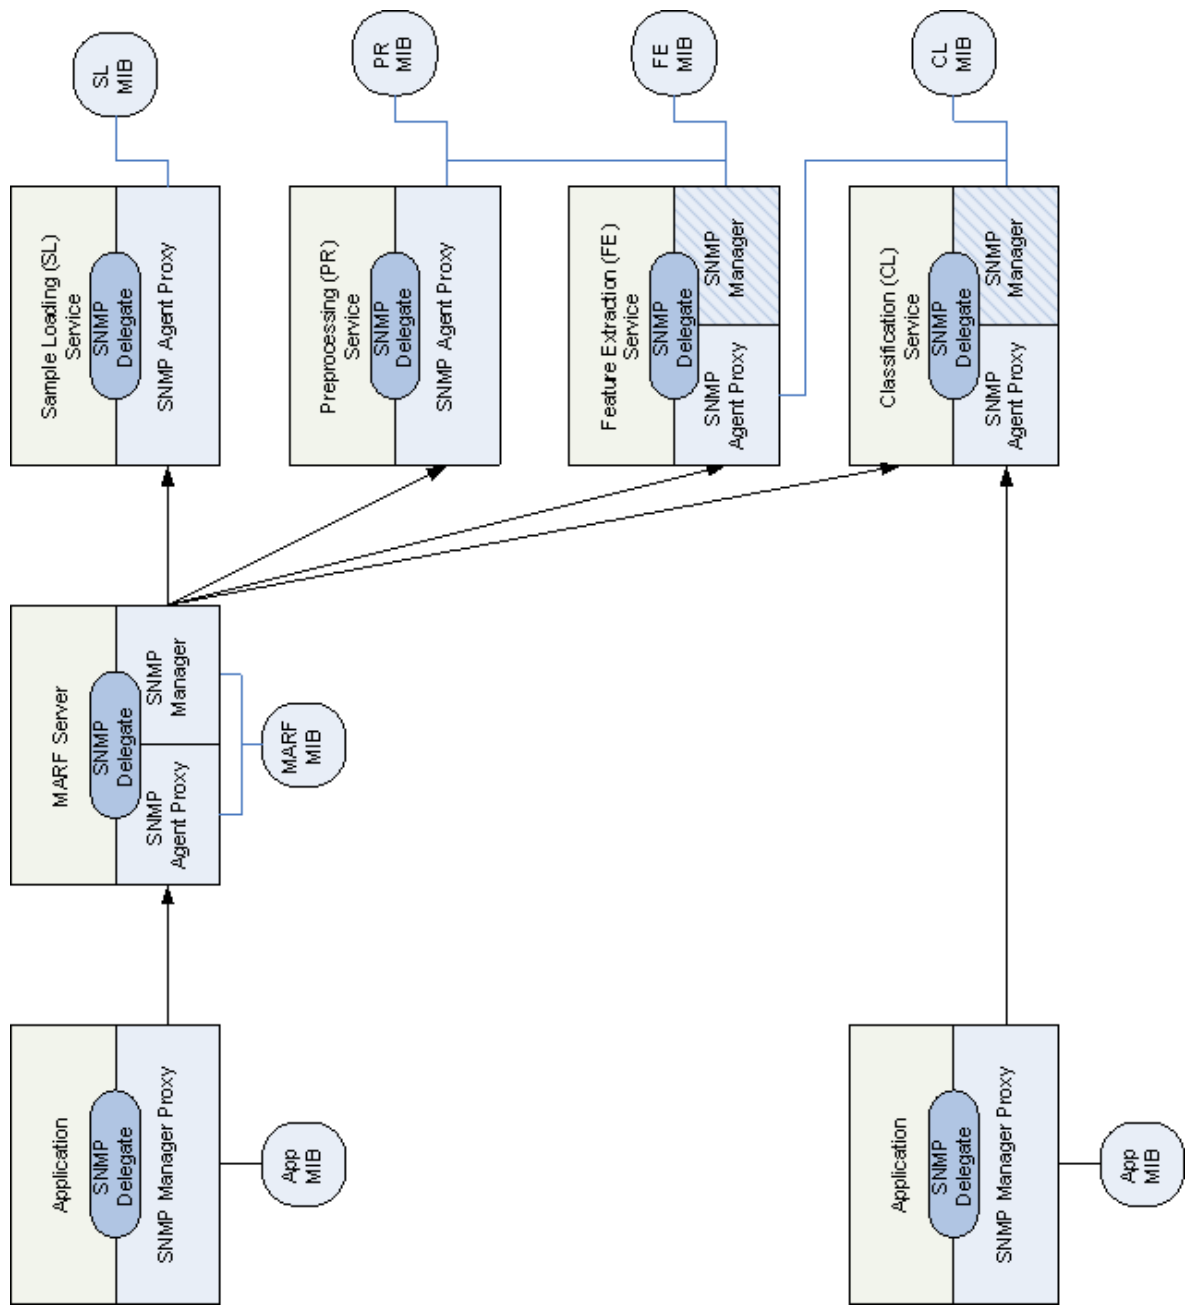 SL
MIB
PR
MIB
FE
MIB
CL
MIB
Sample Loading (SL)
Service
SNMP
Delegate
SNMP Agent Proxy
Preprocessing (PR)
Service
SNMP
Delegate
SNMP Agent Proxy
Feature Extraction (FE)
Service
SNMP
Delegate
SNMP
Agent Proxy
SNMP
Manager
Classification (CL)
Service
SNMP
Delegate
SNMP
Agent Proxy
SNMP
Manager
MARF Server
SNMP
Delegate
SNMP
Agent Proxy
SNMP
Manager
MARF
MIB
Application
SNMP
Delegate
SNMP Manager Proxy
App
MIB
Application
SNMP
Delegate
SNMP Manager Proxy
App
MIB